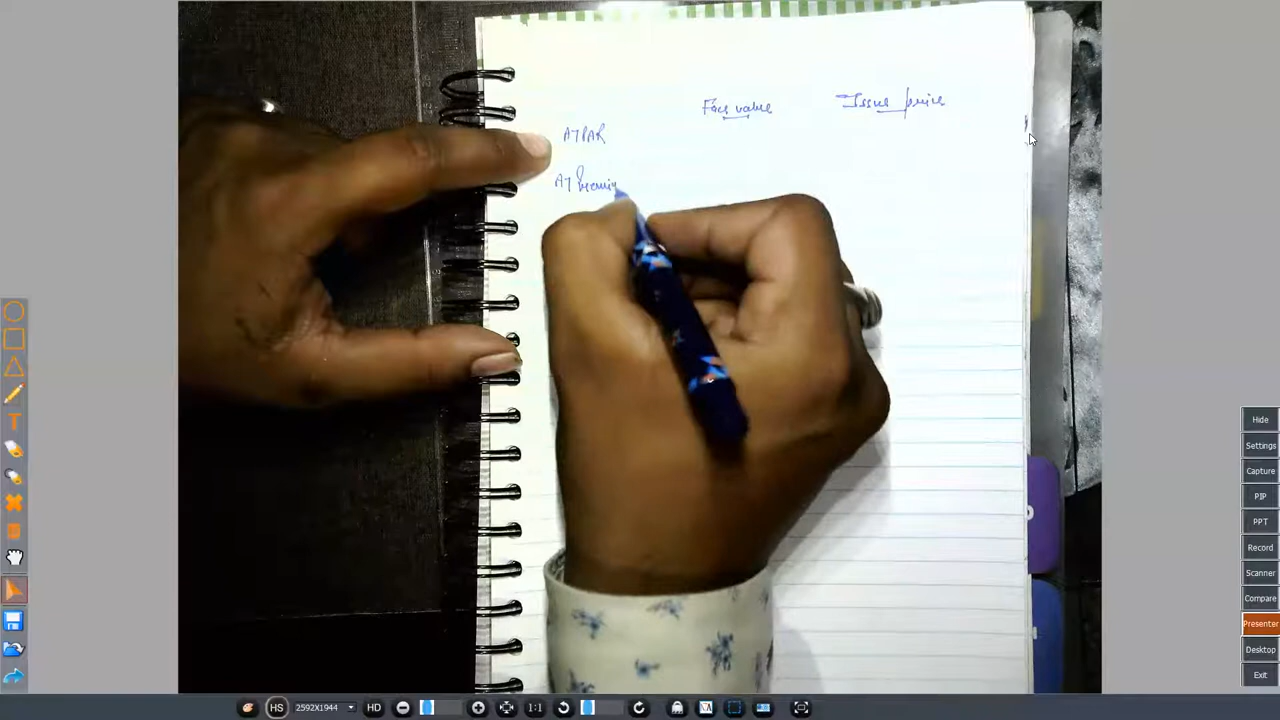 Face value Issue price
AT PAR
AT Premiu
Hide
Settings
Capture
PIP
PPT
Record
Scanner
Compare
Presenter
Desktop
Exit
T
HS 2592X1944 HD 1:1